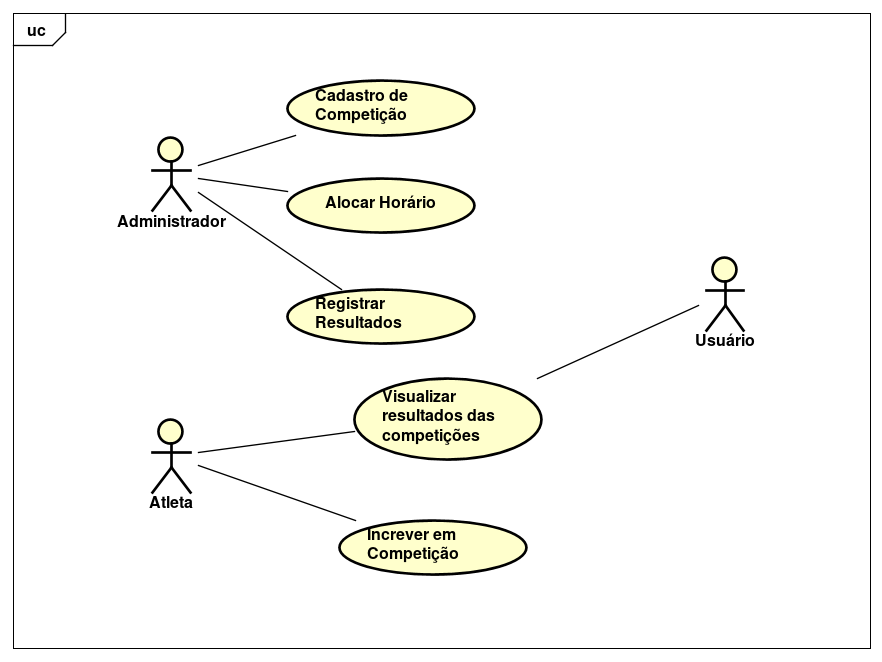 uc
Cadastro de
Competição
Administrador
Alocar Horário
Registrar
Resultados
Usuário
Visualizar
resultados das
competições
Atleta
Increver em
Competição